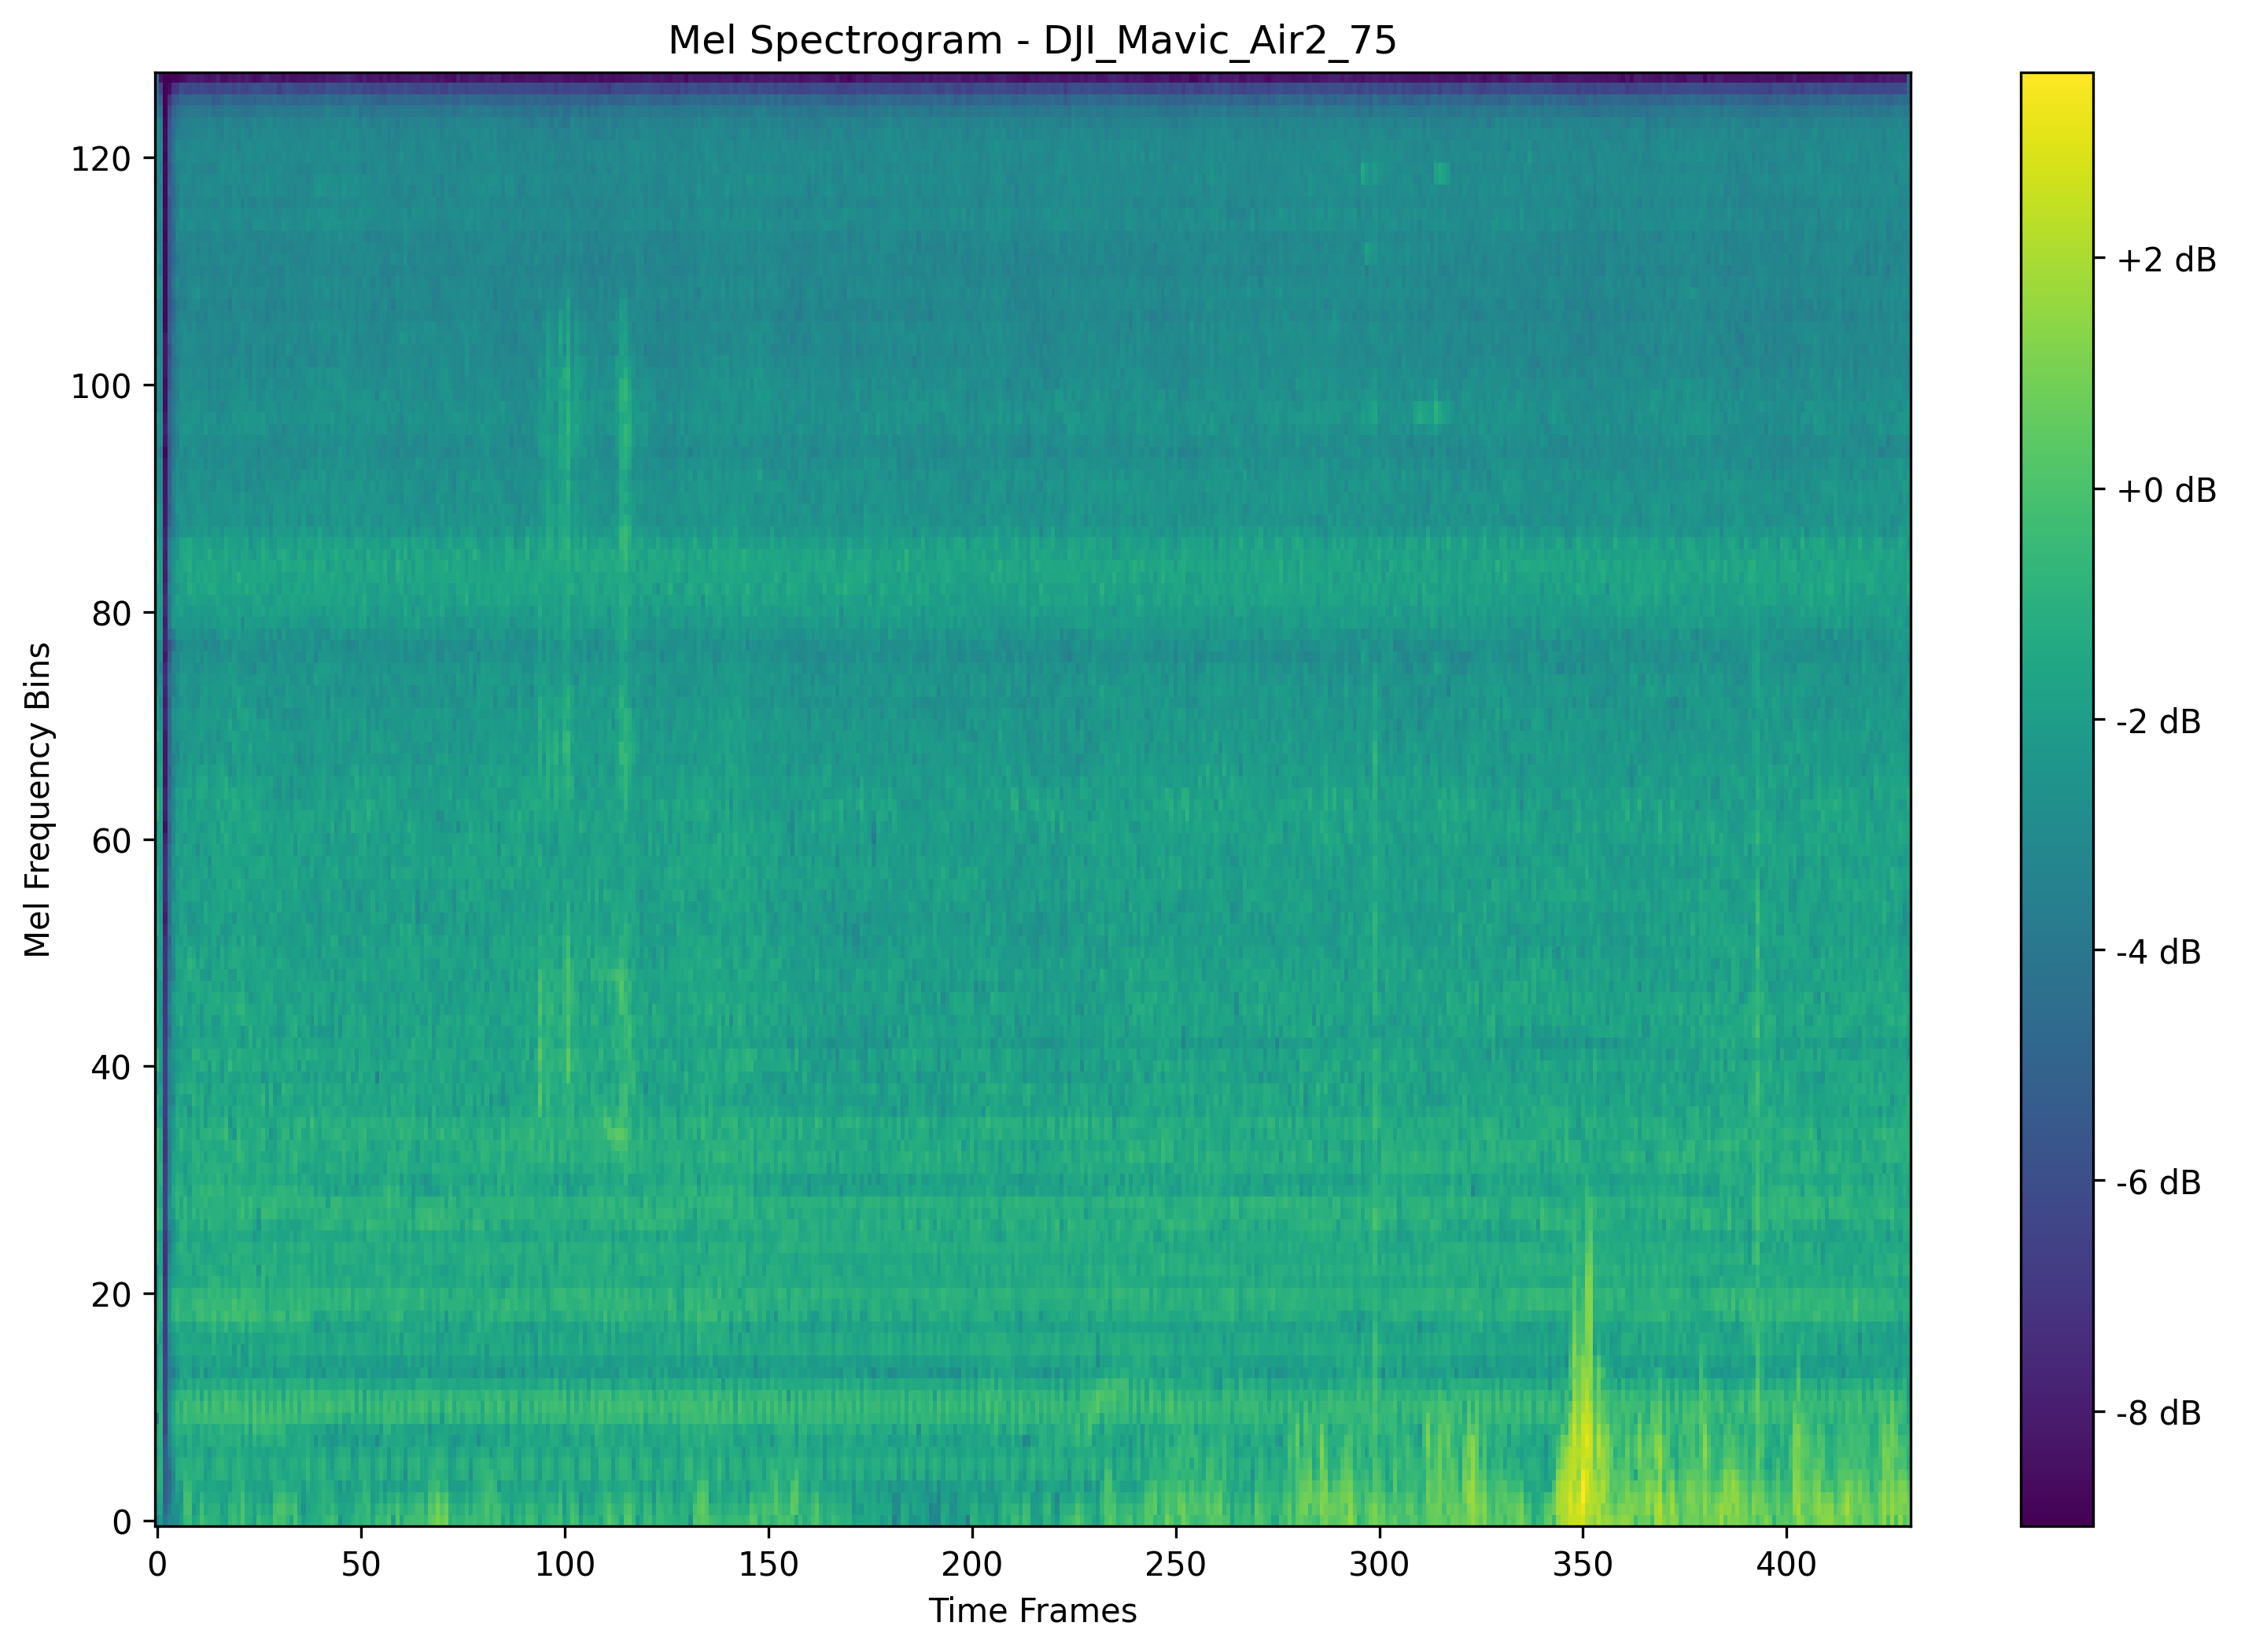 Mel Spectrogram - DJI_Mavic_Air2_75
Mel Frequency Bins
120
100
80
60
40
20
0
0 50 100 150 200 250 300 350 400
Time Frames
+2 dB
+0 dB
-2 dB
-4 dB
-6 dB
-8 dB